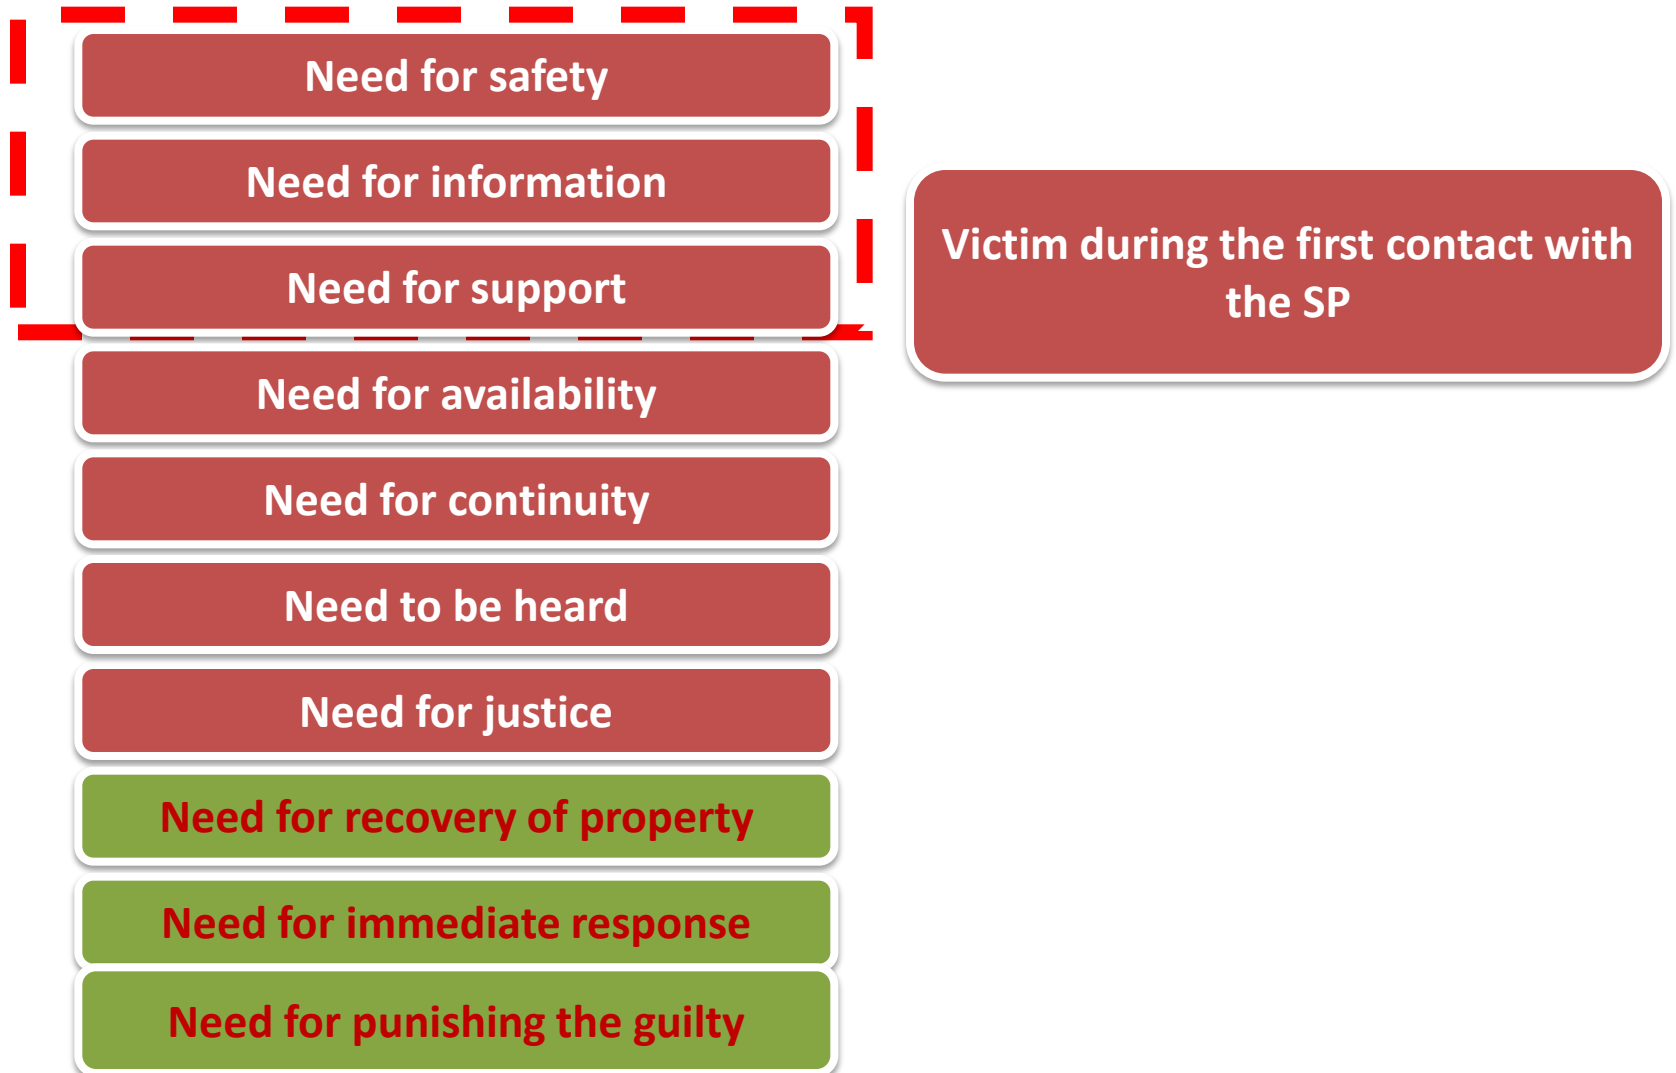 Need for safety
Need for information
Need for support
Need for availability
Need for continuity
Need to be heard
Need for justice
Need for recovery of property
Need for immediate response
Need for punishing the guilty
Victim during the first contact with
the SP